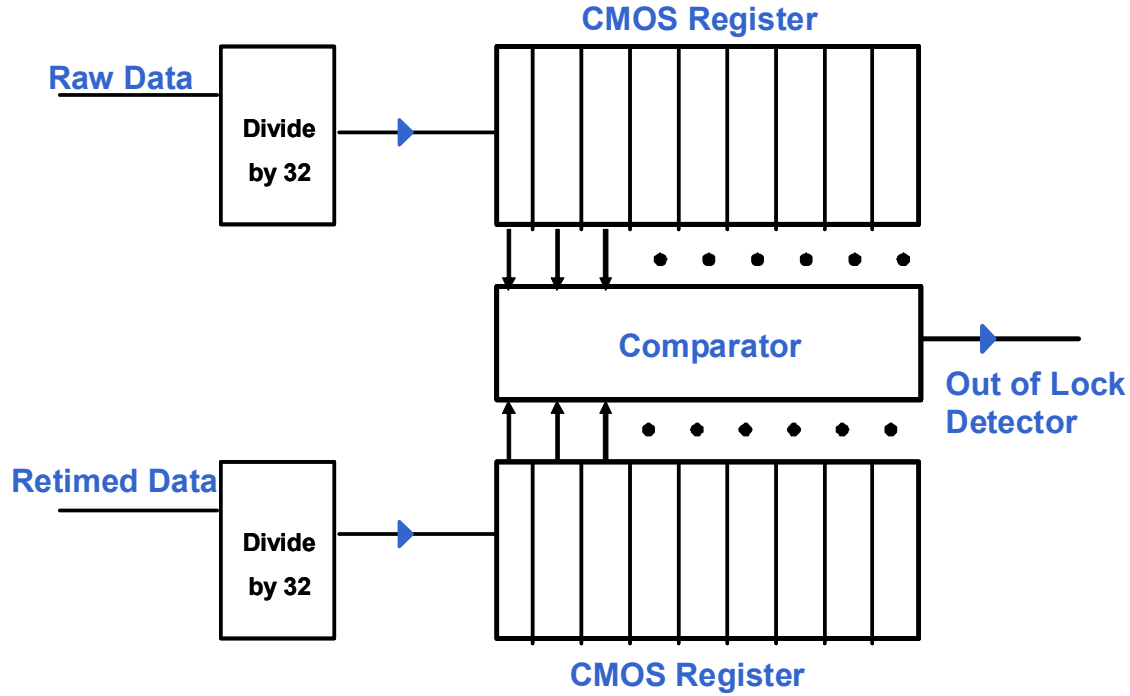 CMOS Register
Raw Data
Divide
by 32
Comparator
Out of Lock
Detector
Retimed Data
Divide
by 32
CMOS Register